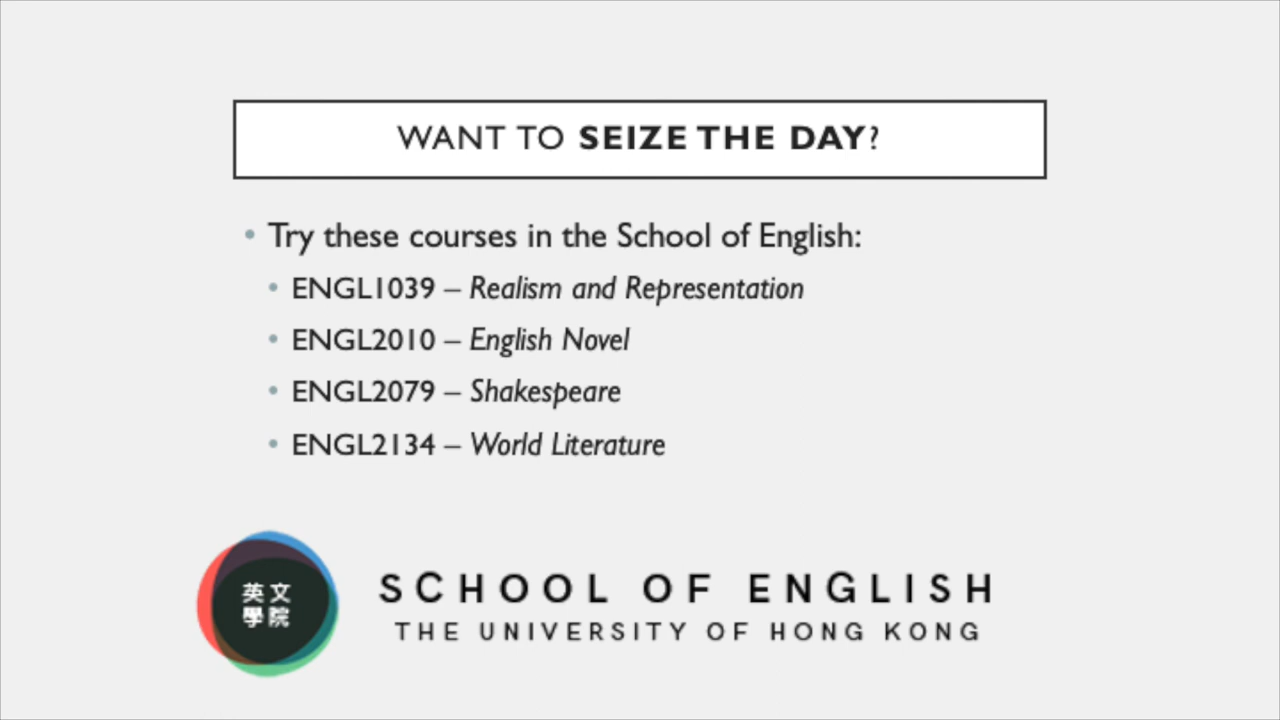 WANT TO SEIZE THE DAY?
• Try these courses in the School of English:
• ENGL1039 – Realism and Representation
• ENGL2010 – English Novel
• ENGL2079 – Shakespeare
• ENGL2134 – World Literature
英文
學院
SCHOOL OF ENGLISH
THE UNIVERSITY OF HONG KONG